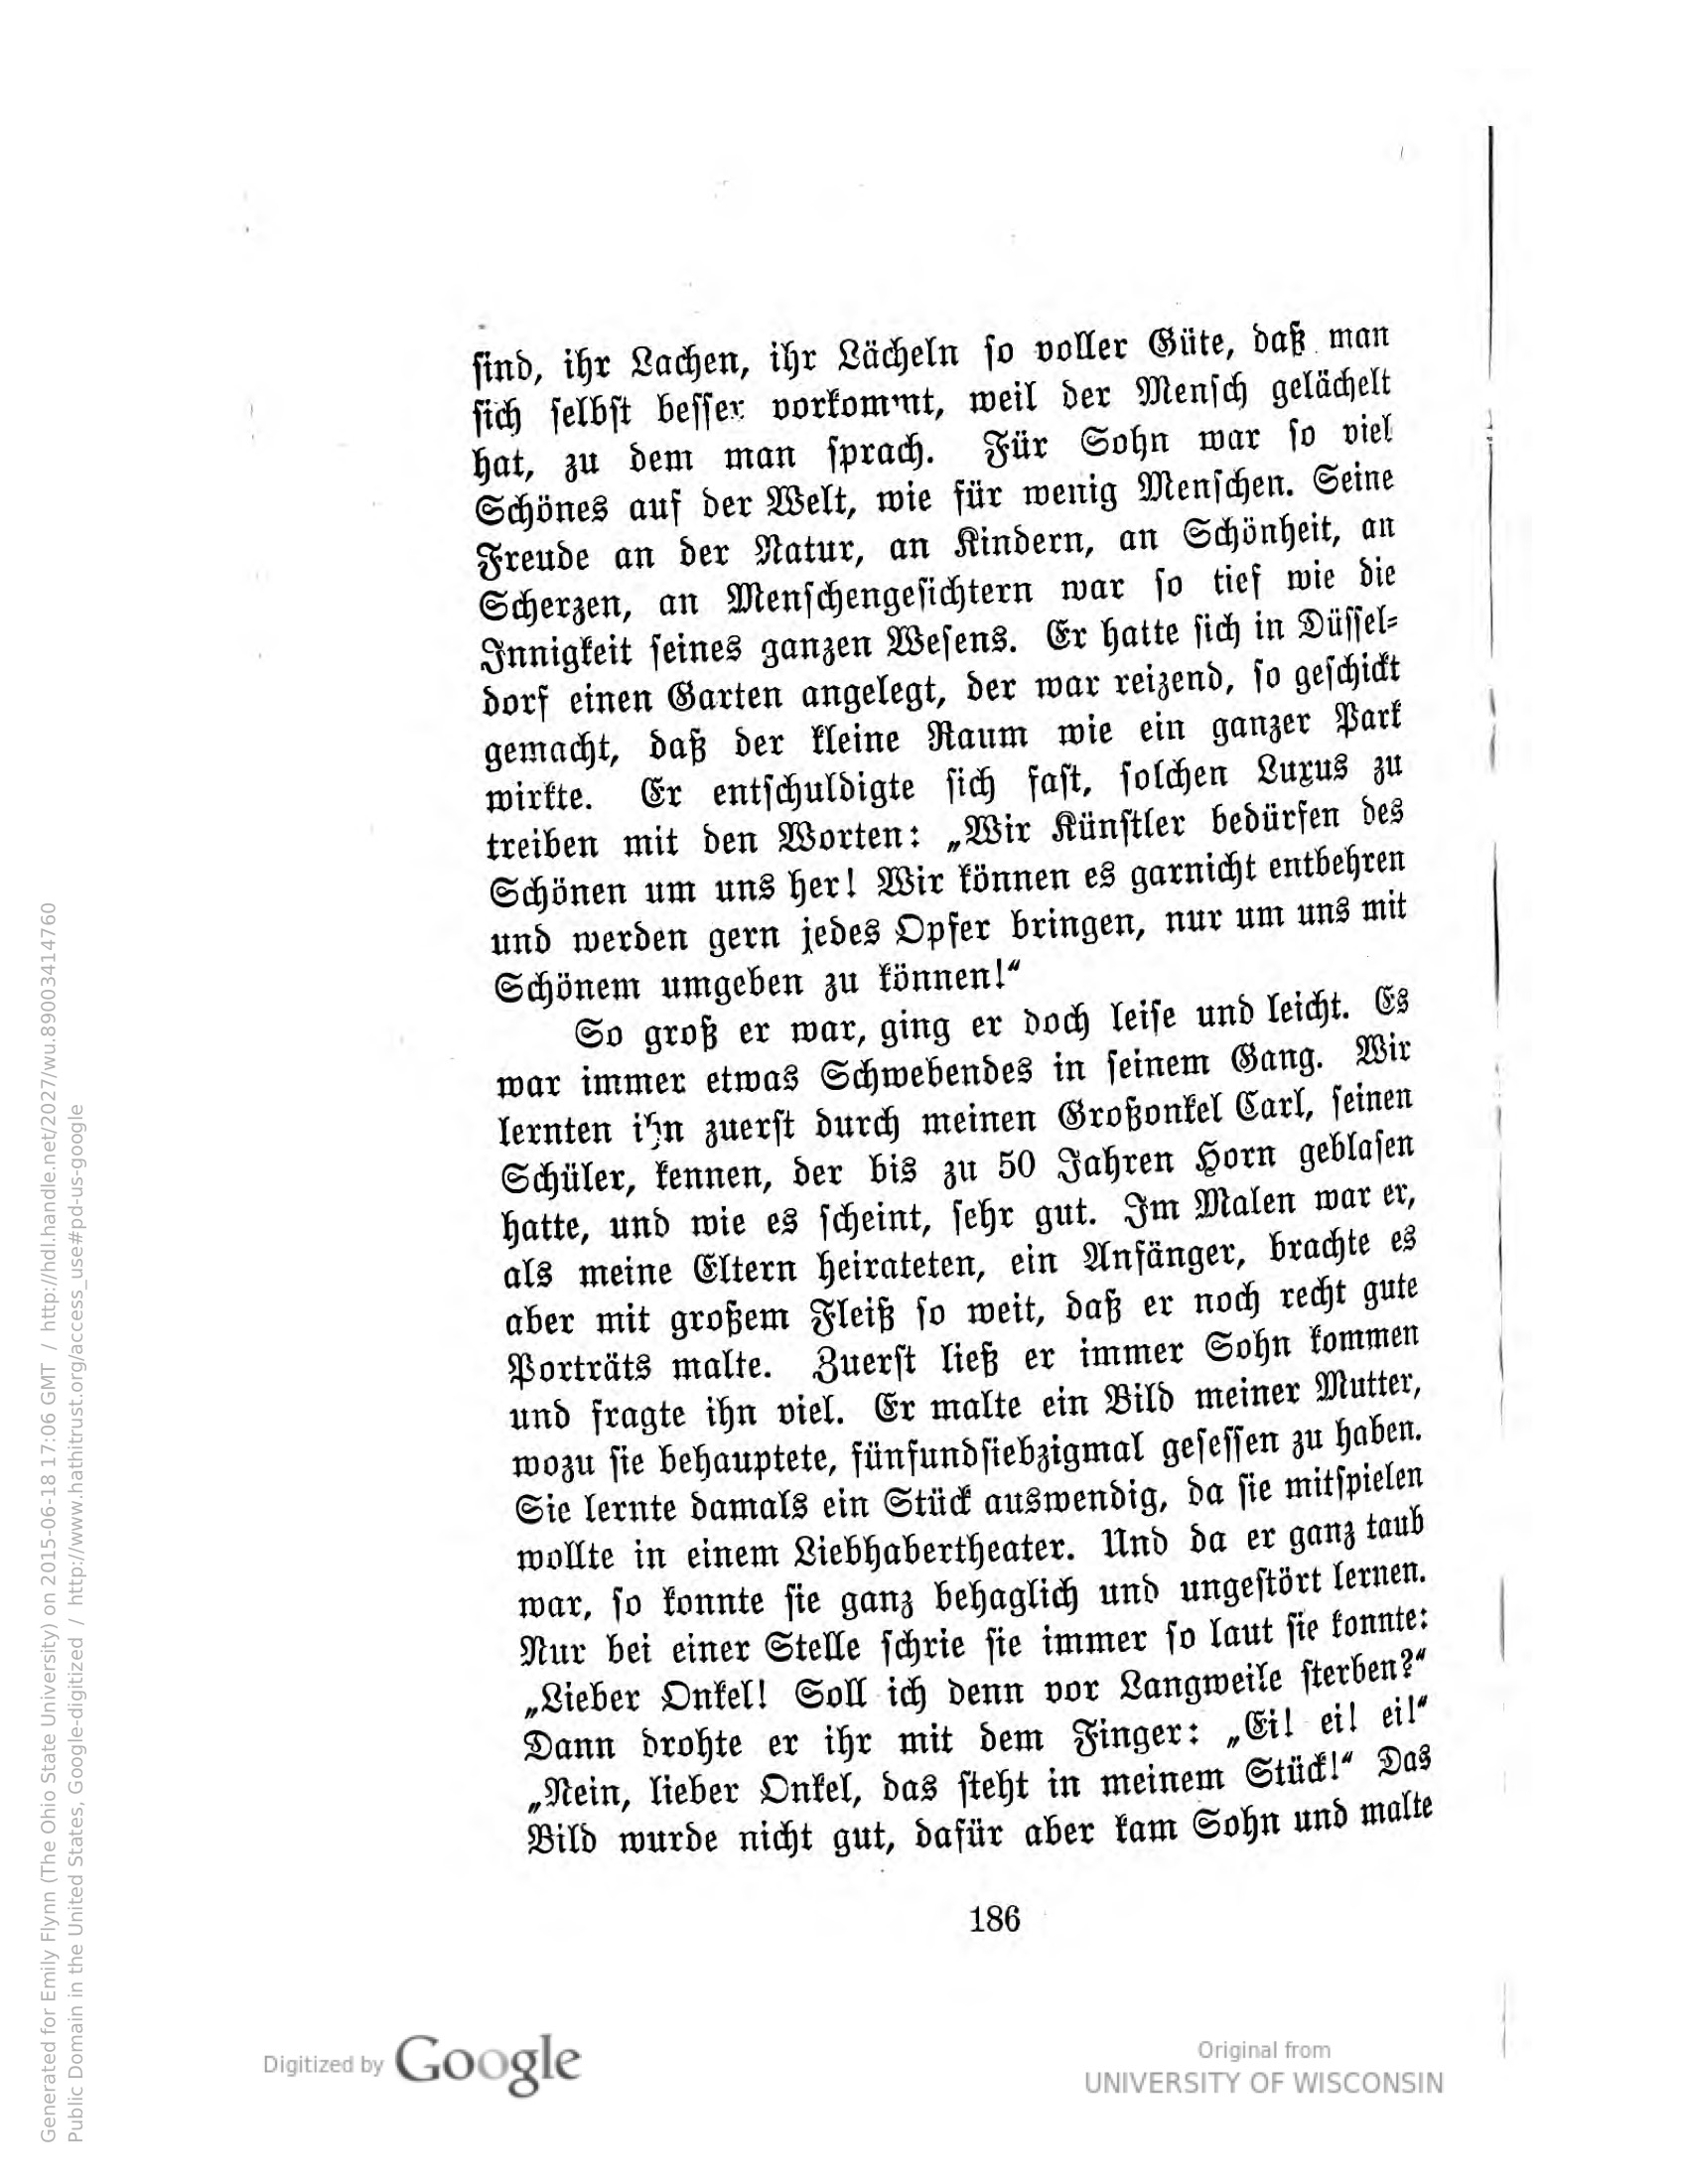 sind, ihr Lachen, ihr Lächeln so voller Güte, daß man
sich selbst besser vorkommt, weil der Mensch gelächelt
hat, zu dem man sprach. Für Sohn war so viel
Schönes auf der Welt, wie für wenig Menschen. Seine
Freude an der Natur, an Kindern, an Schönheit, an
Scherzen, an Menschengesichtern war so tief wie die
Innigkeit seines ganzen Wesens. Er hatte sich in Düssel-
dorf einen Garten angelegt, der war reizend, so geschickt
gemacht, daß der kleine Raum wie ein ganzer Park
wirkte. Er entschuldigte sich fast, solchen Luxus zu
treiben mit den Worten: „Wir Künstler bedürfen des
Schönen um uns her! Wir können es garnicht entbehren
und werden gern jedes Opfer bringen, nur um uns mit
Schönem umgeben zu können!“
So groß er war, ging er doch leise und leicht. Es
war immer etwas Schwebendes in seinem Gang. Wir
lernten ihn zuerst durch meinen Großonkel Carl, seinen
Schüler, kennen, der bis zu 50 Jahren Horn geblasen
hatte, und wie es scheint, sehr gut. Im Malen war er,
als meine Eltern heirateten, ein Anfänger, brachte es
aber mit großem Fleiß so weit, daß er noch recht gute
Porträts malte. Zuerst ließ er immer Sohn kommen
und fragte ihn viel. Er malte ein Bild meiner Mutter,
wozu sie behauptete, fünfundsiebzigmal gesessen zu haben.
Sie lernte damals ein Stück auswendig, da sie mitspielen
wollte in einem Liebhabertheater. Und da er ganz taub
war, so konnte sie ganz behaglich und ungestört lernen.
Nur bei einer Stelle schrie sie immer so laut sie konnte:
„Lieber Onkel! Soll ich denn vor Langweile sterben?“
Dann drohte er ihr mit dem Finger: „Ei! ei! ei!“
„Nein, lieber Onkel, das steht in meinem Stück!“ Das
Bild wurde nicht gut, dafür aber kam Sohn und malte
186
Digitized by Google
Original from
UNIVERSITY OF WISCONSIN
Generated for Emily Flynn (The Ohio State University) on 2015-06-18 17:06 GMT / http://hdl.handle.net/2027/wu.89003414760
Public Domain in the United States, Google-digitized / http://www.hathitrust.org/access_use#pd-us-google